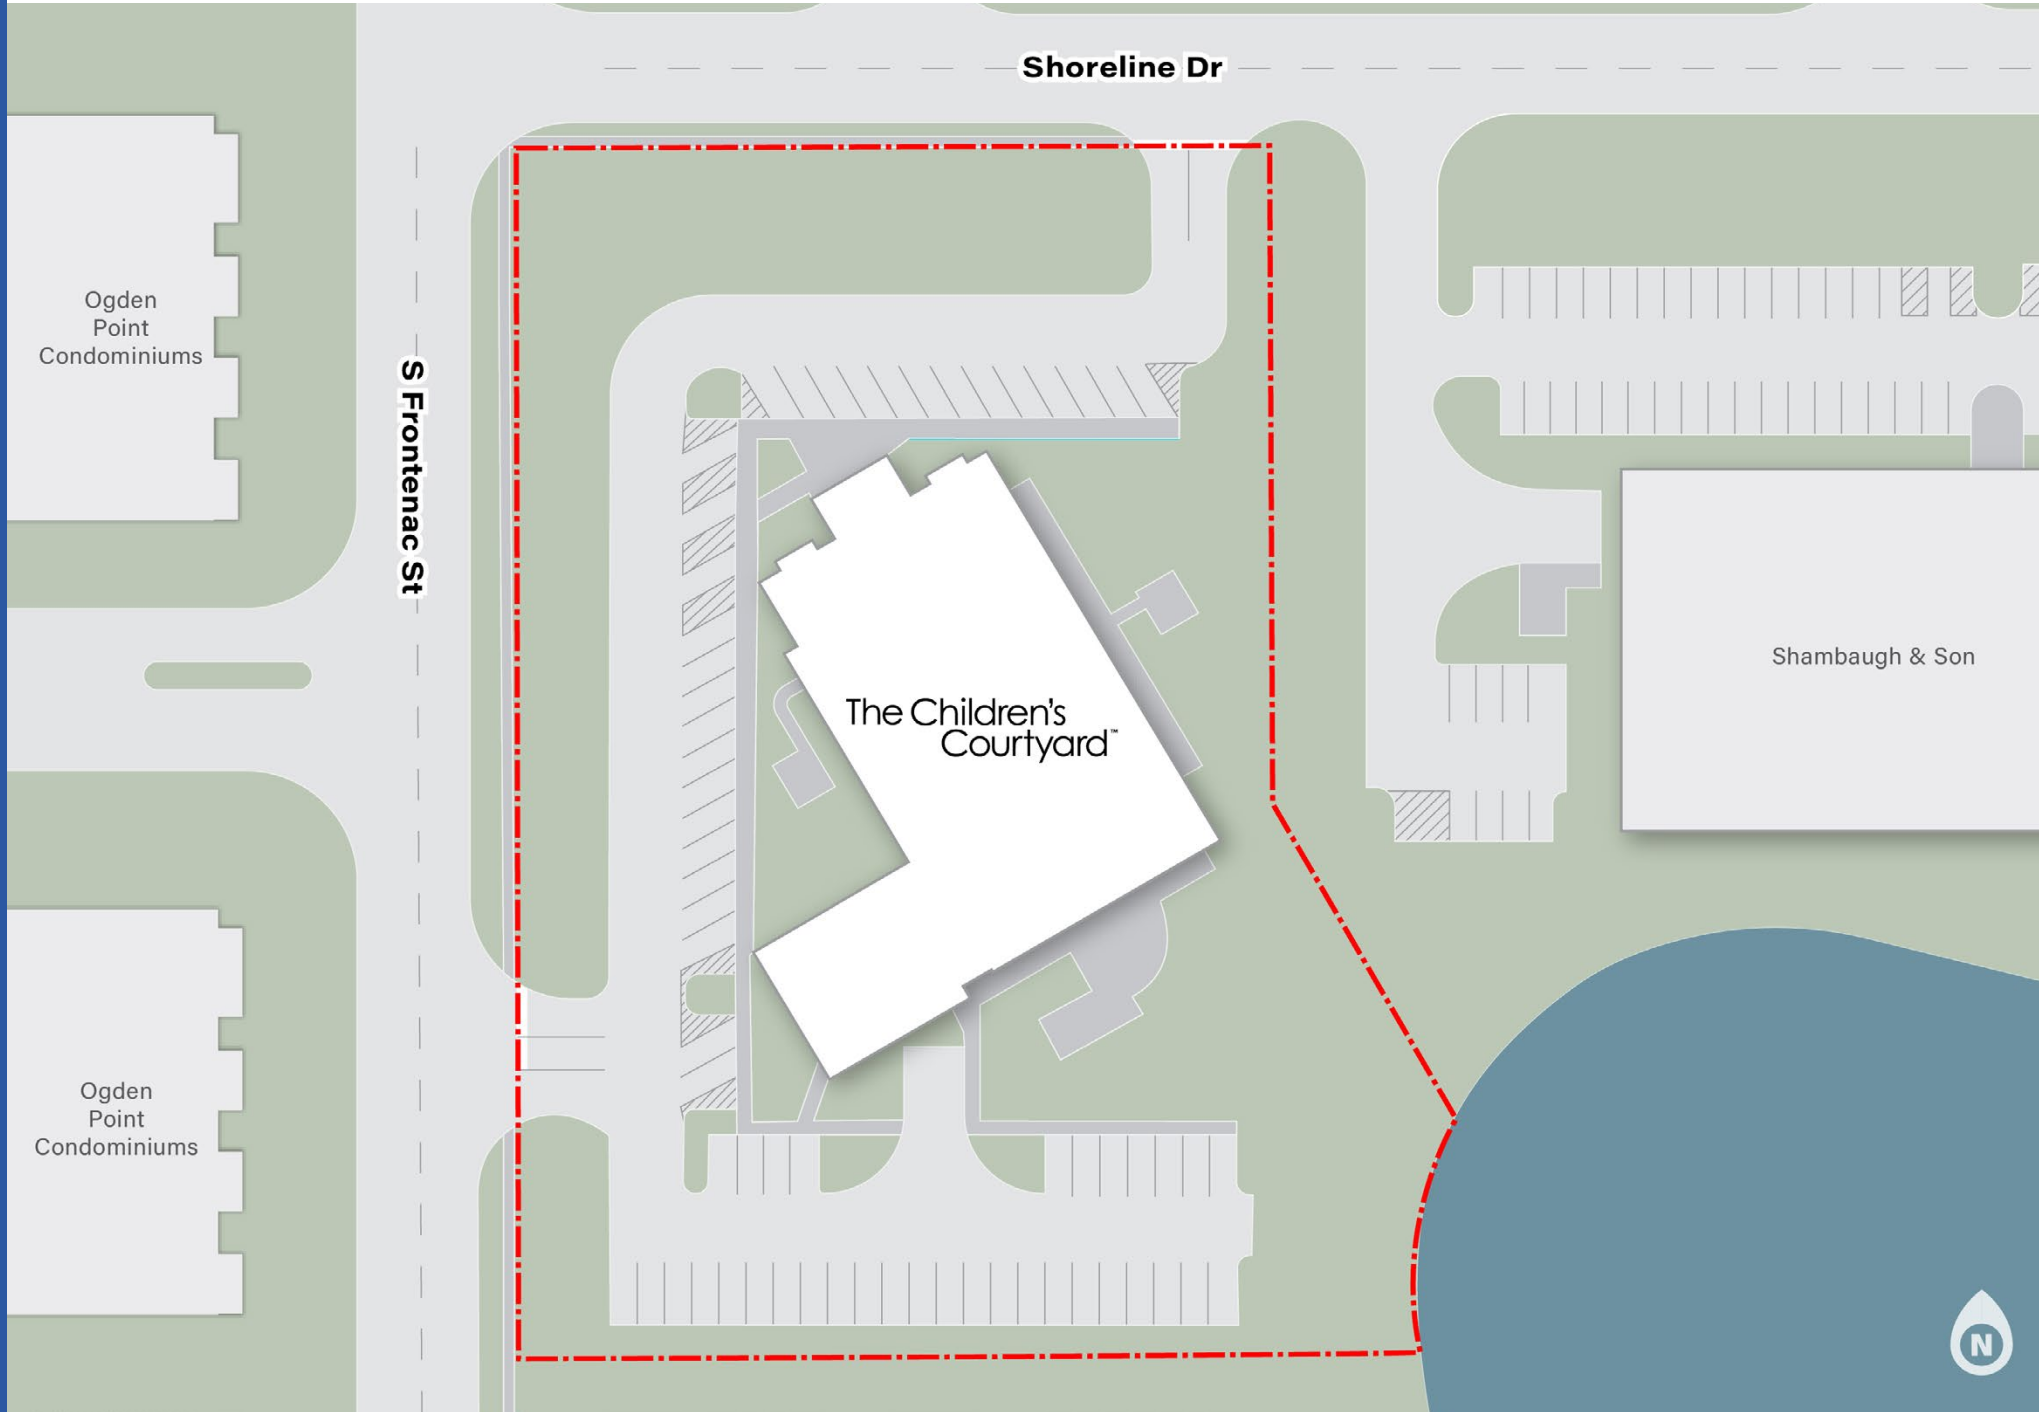 Shoreline Dr
Ogden
Point
Condominiums
S Frontenac St
Shambaugh & Son
The Children's
Courtyard™
Ogden
Point
Condominiums
N